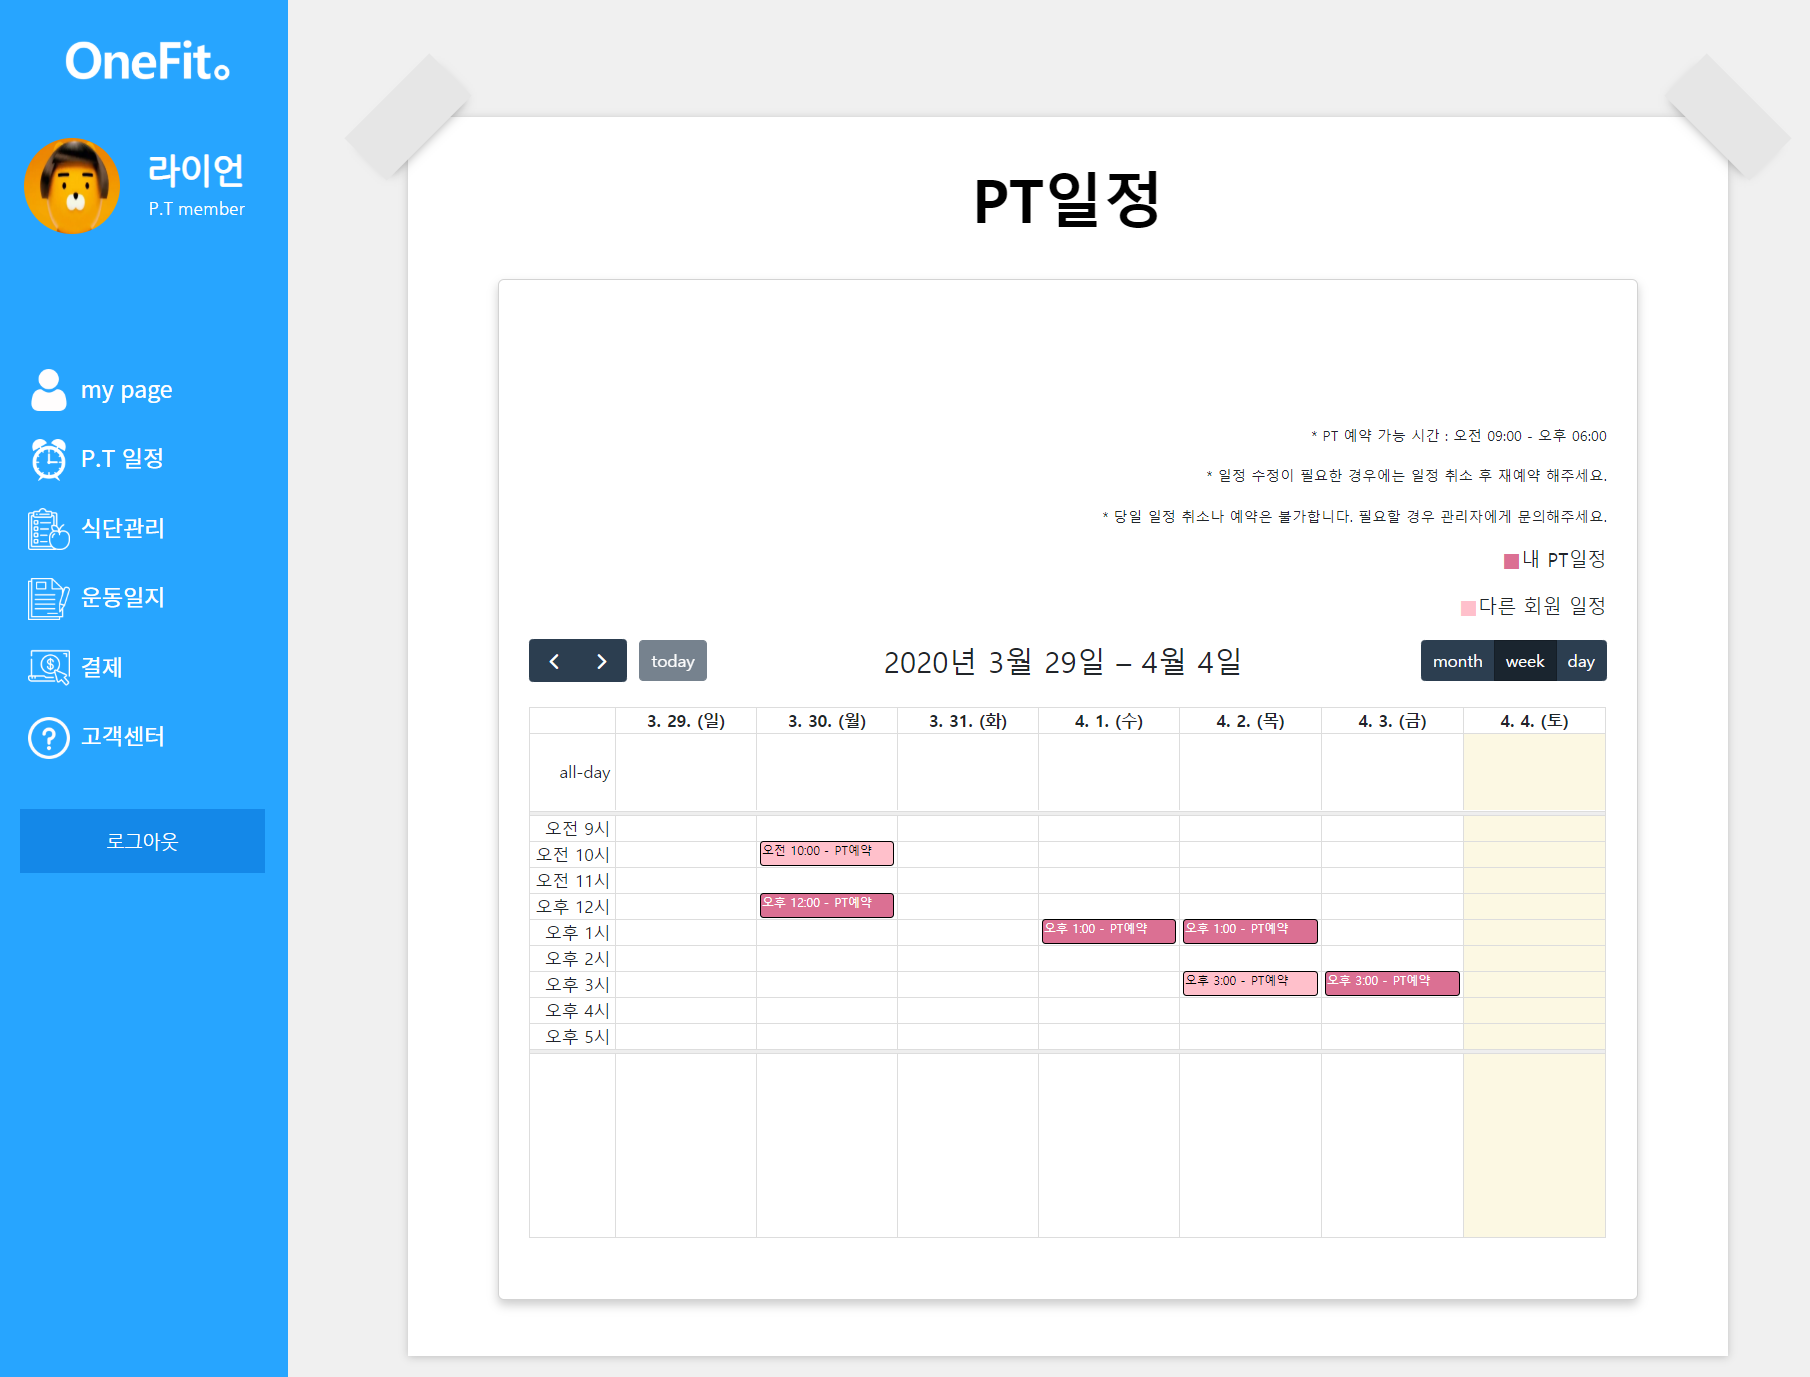 OneFit.
라이언
P.T member
my page
P.T 일정
식단관리
운동일지
결제
고객센터
로그아웃
PT일정
* PT 예약 가능 시간 : 오전 09:00 - 오후 06:00
* 일정 수정이 필요한 경우에는 일정 취소 후 재예약 해주세요.
* 당일 일정 취소나 예약은 불가합니다. 필요할 경우 관리자에게 문의해주세요.
내 PT일정
다른 회원 일정
today 2020년 3월 29일 – 4월 4일 month week day
3. 29. (일) 3. 30. (월) 3. 31. (화) 4. 1. (수) 4. 2. (목) 4. 3. (금) 4. 4. (토)
all-day
오전 9시
오전 10시 오전 10:00 - PT예약
오전 11시
오후 12시 오후 12:00 - PT예약
오후 1시 오후 1:00 - PT예약 오후 1:00 - PT예약
오후 2시
오후 3시 오후 3:00 - PT예약 오후 3:00 - PT예약
오후 4시
오후 5시